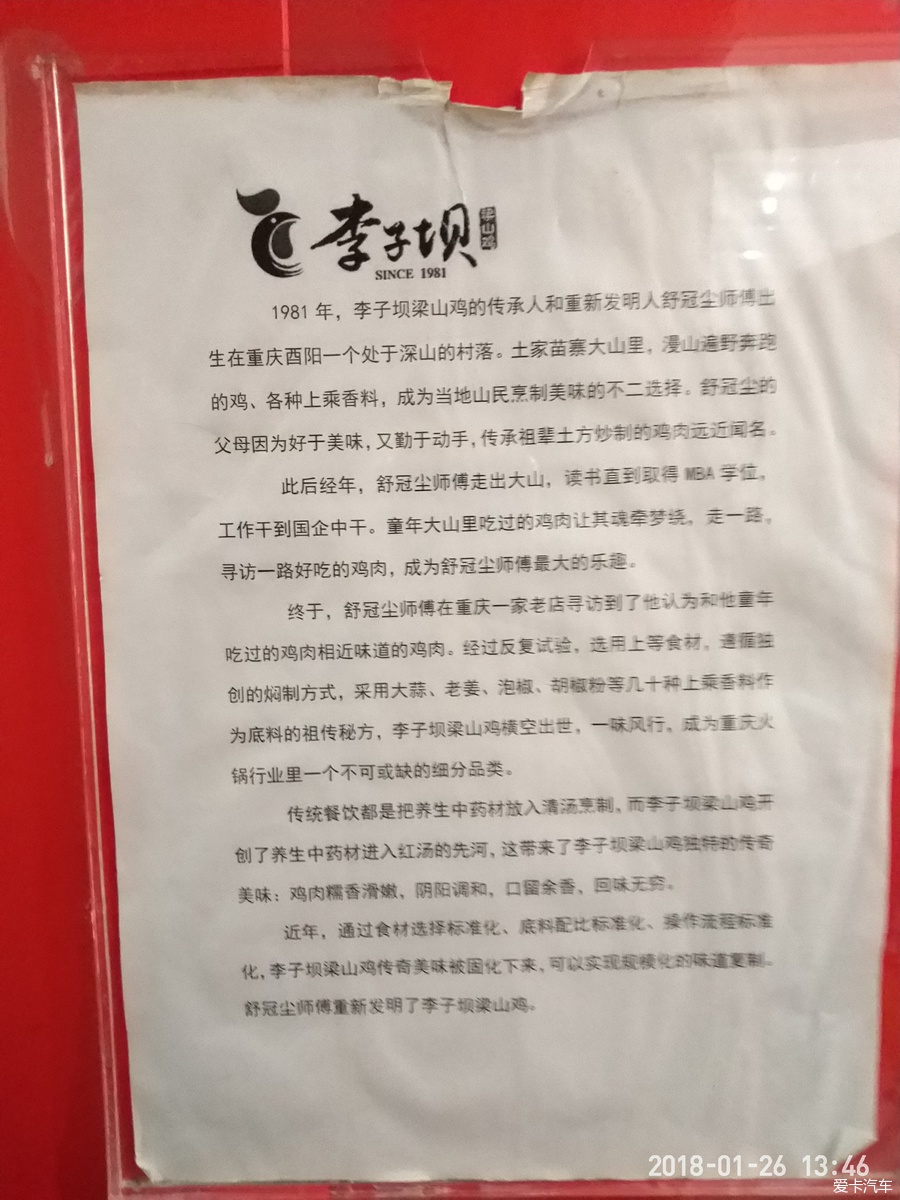 李子坝
梁山鸡
SINCE 1981
1981年，李子坝梁山鸡的传承人和重新发明人舒冠尘师傅出
生在重庆酉阳一个处于深山的村落。土家苗寨大山里，漫山遍野奔跑
的鸡、各种上乘香料，成为当地山民烹制美味的不二选择。舒冠尘的
父母因为好于美味，又勤于动手，传承祖辈土方炒制的鸡肉远近闻名。
此后经年，舒冠尘师傅走出大山，读书直到取得 MBA 学位，
工作干到国企中干。童年大山里吃过的鸡肉让其魂牵梦绕，走一路，
寻访一路好吃的鸡肉，成为舒冠尘师傅最大的乐趣。
终于，舒冠尘师傅在重庆一家老店寻访到了他认为和他童年
吃过的鸡肉相近味道的鸡肉。经过反复试验，选用上等食材，遵循独
创的焖制方式，采用大蒜、老姜、泡椒、胡椒粉等几十种上乘香料作
为底料的祖传秘方，李子坝梁山鸡横空出世，一味风行，成为重庆火
锅行业里一个不可或缺的细分品类。
传统餐饮都是把养生中药材放入清汤烹制，而李子坝梁山鸡开
创了养生中药材进入红汤的先河，这带来了李子坝梁山鸡独特的传奇
美味：鸡肉糯香滑嫩，阴阳调和，口留余香，回味无穷。
近年，通过食材选择标准化、底料配比标准化、操作流程标准
化，李子坝梁山鸡传奇美味被固化下来，可以实现规模化的味道复制。
舒冠尘师傅重新发明了李子坝梁山鸡。
2018-01-26 13:46
爱卡汽车